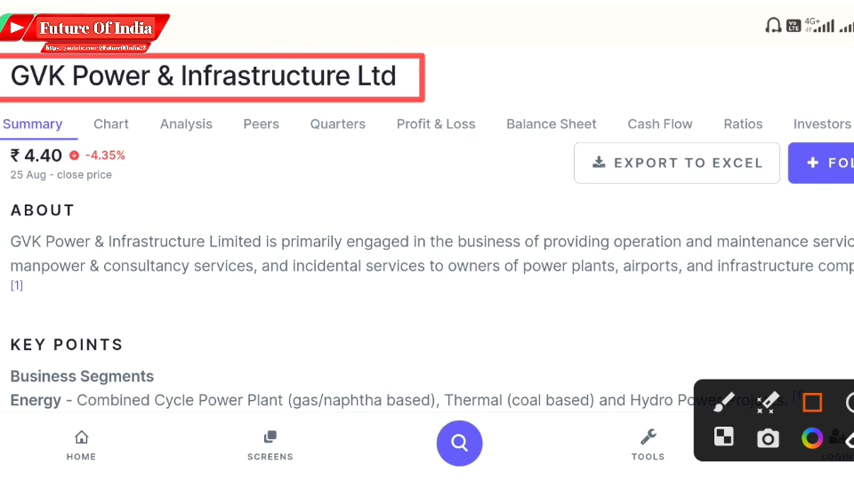 Future Of India
GVK Power & Infrastructure Ltd
Summary Chart Analysis Peers Quarters Profit & Loss Balance Sheet Cash Flow Ratios Investors
₹ 4.40 -4.35%
25 Aug - close price
EXPORT TO EXCEL
+ FOL
ABOUT
GVK Power & Infrastructure Limited is primarily engaged in the business of providing operation and maintenance servic
manpower & consultancy services, and incidental services to owners of power plants, airports, and infrastructure comp
[1]
KEY POINTS
Business Segments
Energy - Combined Cycle Power Plant (gas/naphtha based), Thermal (coal based) and Hydro Power Projects.
HOME SCREENS TOOLS LOGIN